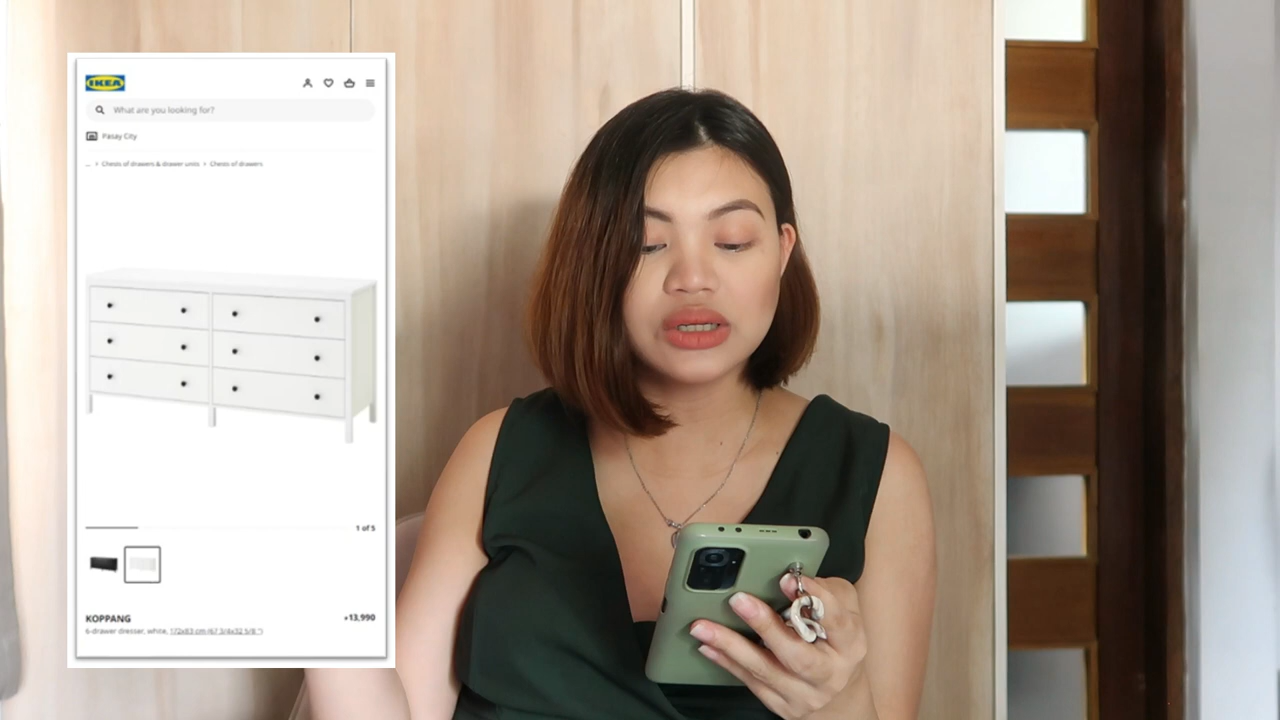 IKEA
What are you looking for?
Pasay City
... > Chests of drawers & drawer units > Chests of drawers
1 of 5
KOPPANG
₱13,990
6-drawer dresser, white, 172x83 cm (67 3/4x32 5/8 ")